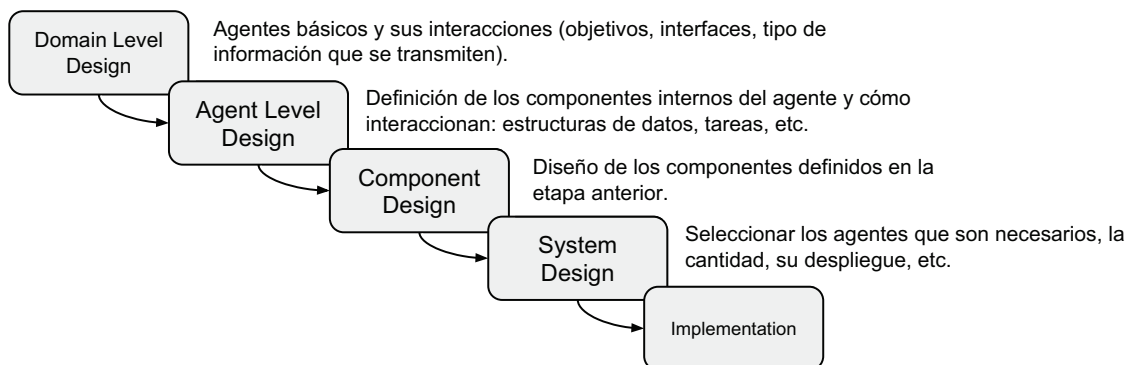 Domain Level
Design
Agentes básicos y sus interacciones (objetivos, interfaces, tipo de
información que se transmiten).
Agent Level
Design
Definición de los componentes internos del agente y cómo
interaccionan: estructuras de datos, tareas, etc.
Component
Design
Diseño de los componentes definidos en la
etapa anterior.
System
Design
Seleccionar los agentes que son necesarios, la
cantidad, su despliegue, etc.
Implementation